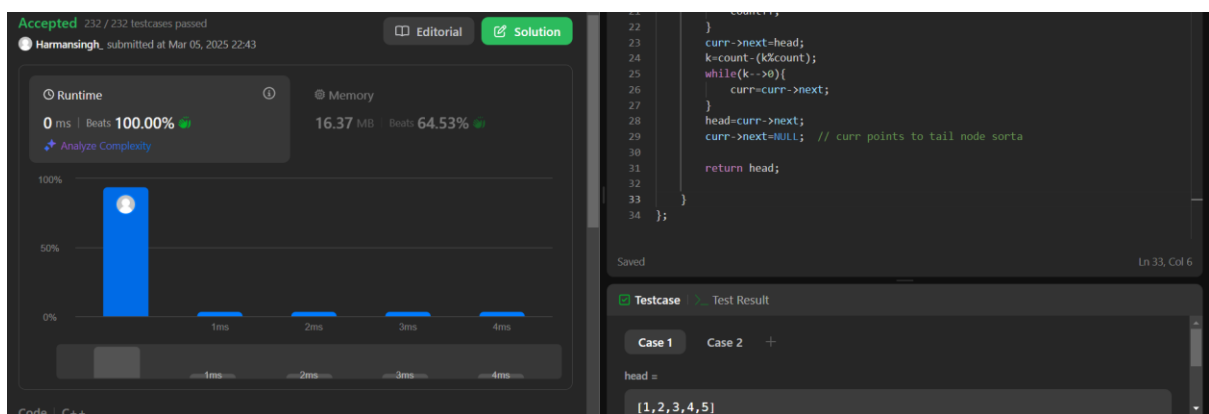 Accepted 232 / 232 testcases passed
Harmansingh_ submitted at Mar 05, 2025 22:43
Editorial
Solution
Runtime
0 ms | Beats 100.00%
Analyze Complexity
Memory
16.37 MB | Beats 64.53%
100%
50%
0%
1ms 2ms 3ms 4ms
1ms 2ms 3ms 4ms
Code | C++
21 count++;
22 }
23 curr->next=head;
24 k=count-(k%count);
25 while(k-->0){
26 curr=curr->next;
27 }
28 head=curr->next;
29 curr->next=NULL; // curr points to tail node sorta
30
31 return head;
32
33 }
34 };
Saved
Ln 33, Col 6
Testcase | >_ Test Result
Case 1 Case 2 +
head =
[1,2,3,4,5]